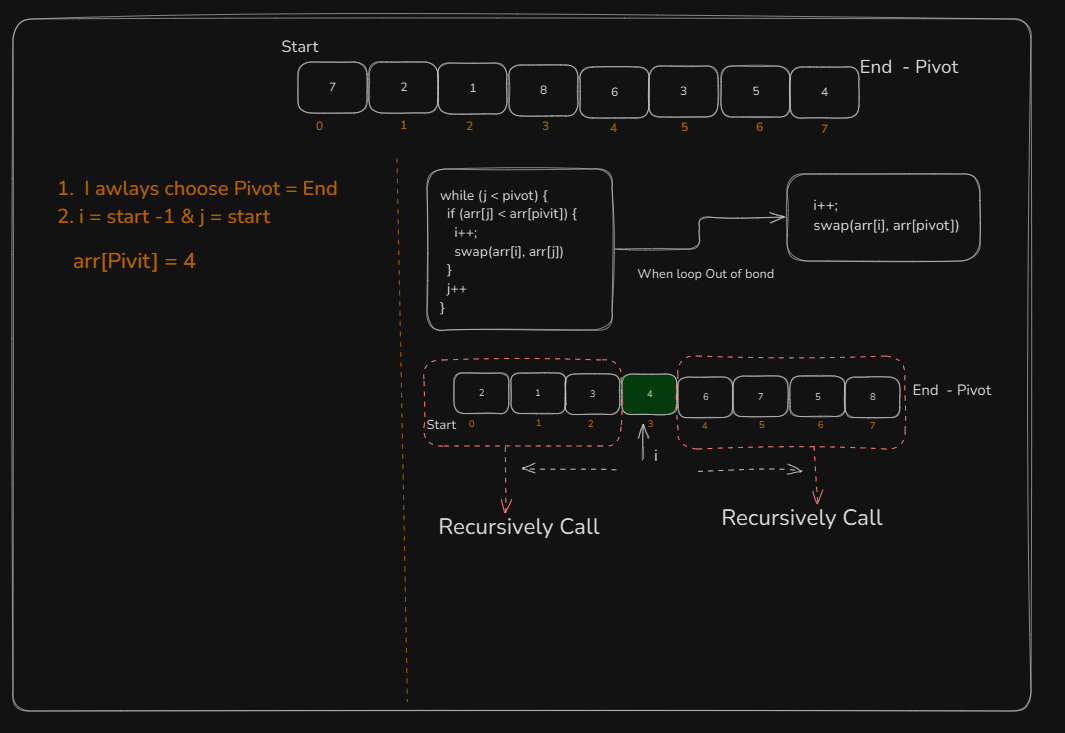 Start
End - Pivot
7 2 1 8 6 3 5 4
0 1 2 3 4 5 6 7
1. I awlays choose Pivot = End
2. i = start -1 & j = start
arr[Pivit] = 4
while (j < pivot) {
if (arr[j] < arr[pivit]) {
i++;
swap(arr[i], arr[j])
}
j++
}
When loop Out of bond
i++;
swap(arr[i], arr[pivot])
2 1 3 4 6 7 5 8
End - Pivot
Start 0 1 2 3 4 5 6 7
i
Recursively Call
Recursively Call